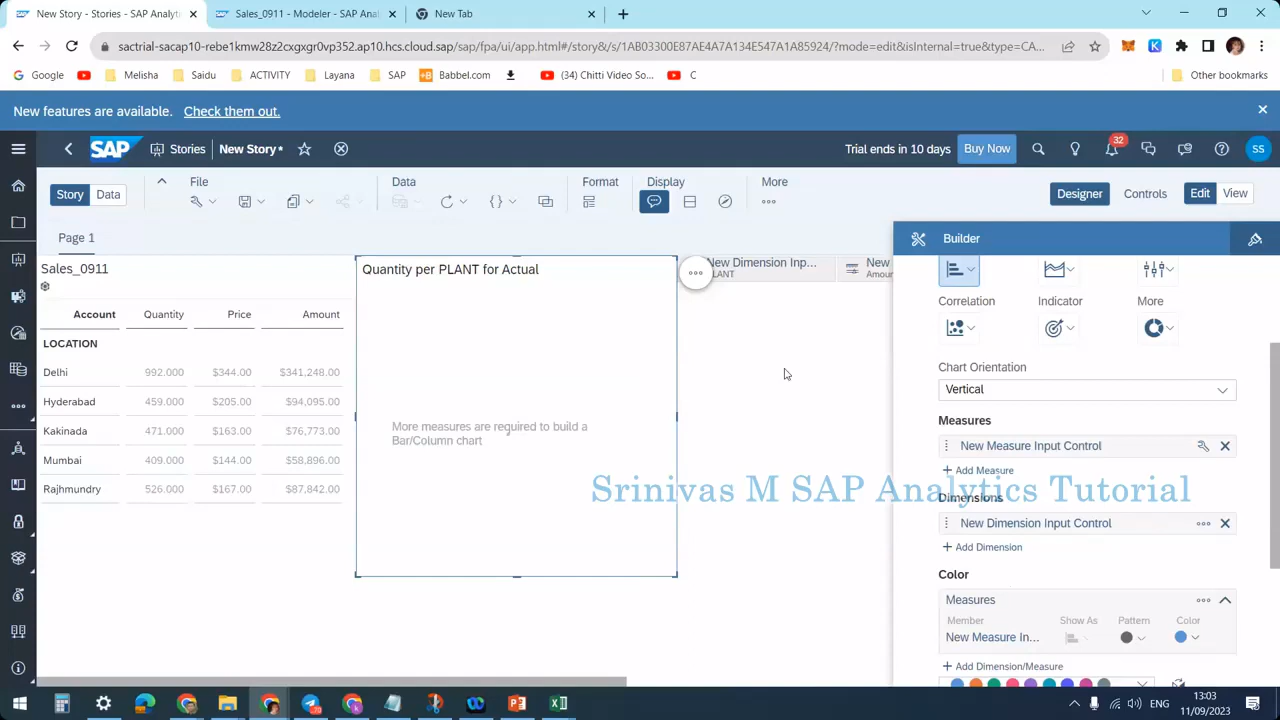 New Story - Stories - SAP Analyti
Sales_0911 - Modeler - SAP Anal
New Tab
sactrial-sacap10-rebe1kmw28z2cxgxgr0vp352.ap10.hcs.cloud.sap/sap/fpa/ui/app.html#/story&/s/1AB03300E87AE4A7A134E547A1A85924/?mode=edit&isInternal=true&type=CA...
Google
Melisha
Saidu
ACTIVITY
Layana
SAP
Babbel.com
(34) Chitti Video So...
C
Other bookmarks
New features are available. Check them out.
SAP
Stories
New Story*
Trial ends in 10 days
Buy Now
32
SS
Story
Data
File
Data
Format
Display
More
Designer
Controls
Edit
View
Page 1
Builder
Sales_0911
Account Quantity Price Amount
LOCATION
Delhi 992.000 $344.00 $341,248.00
Hyderabad 459.000 $205.00 $94,095.00
Kakinada 471.000 $163.00 $76,773.00
Mumbai 409.000 $144.00 $58,896.00
Rajhmundry 526.000 $167.00 $87,842.00
Quantity per PLANT for Actual
More measures are required to build a
Bar/Column chart
New Dimension Inp...
PLANT
New
Amoun
Correlation
Indicator
More
Chart Orientation
Vertical
Measures
New Measure Input Control
+ Add Measure
Srinivas M SAP Analytics Tutorial
Dimensions
New Dimension Input Control
+ Add Dimension
Color
Measures
Member Show As Pattern Color
New Measure In...
+ Add Dimension/Measure
ENG
13:03
11/09/2023